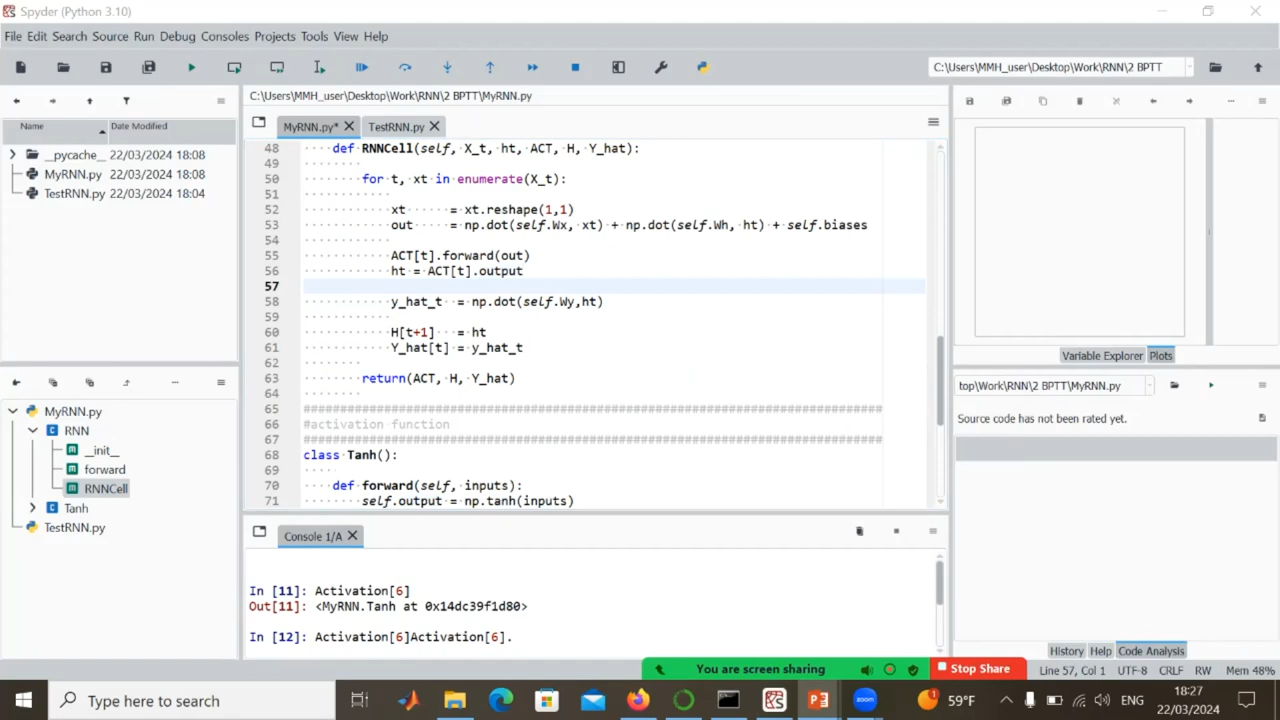 Spyder (Python 3.10)
File Edit Search Source Run Debug Consoles Projects Tools View Help
C:\Users\MMH_user\Desktop\Work\RNN\2 BPTT
Name Date Modified
__pycache__ 22/03/2024 18:08
MyRNN.py 22/03/2024 18:08
TestRNN.py 22/03/2024 18:04
C:\Users\MMH_user\Desktop\Work\RNN\2 BPTT\MyRNN.py
MyRNN.py* TestRNN.py
48 def RNNCell(self, X_t, ht, ACT, H, Y_hat):
49
50 for t, xt in enumerate(X_t):
51
52 xt = xt.reshape(1,1)
53 out = np.dot(self.Wx, xt) + np.dot(self.Wh, ht) + self.biases
54
55 ACT[t].forward(out)
56 ht = ACT[t].output
57
58 y_hat_t = np.dot(self.Wy,ht)
59
60 H[t+1] = ht
61 Y_hat[t] = y_hat_t
62
63 return(ACT, H, Y_hat)
64
65 ###############################################################################
66 #activation function
67 ###############################################################################
68 class Tanh():
69
70 def forward(self, inputs):
71 self.output = np.tanh(inputs)
MyRNN.py
RNN
__init__
forward
RNNCell
Tanh
TestRNN.py
Console 1/A
In [11]: Activation[6]
Out[11]: <MyRNN.Tanh at 0x14dc39f1d80>
In [12]: Activation[6]Activation[6].
Variable Explorer Plots
top\Work\RNN\2 BPTT\MyRNN.py
Source code has not been rated yet.
History Help Code Analysis
You are screen sharing Stop Share
Line 57, Col 1 UTF-8 CRLF RW Mem 48%
Type here to search
zoom
1
59°F
ENG
18:27
22/03/2024